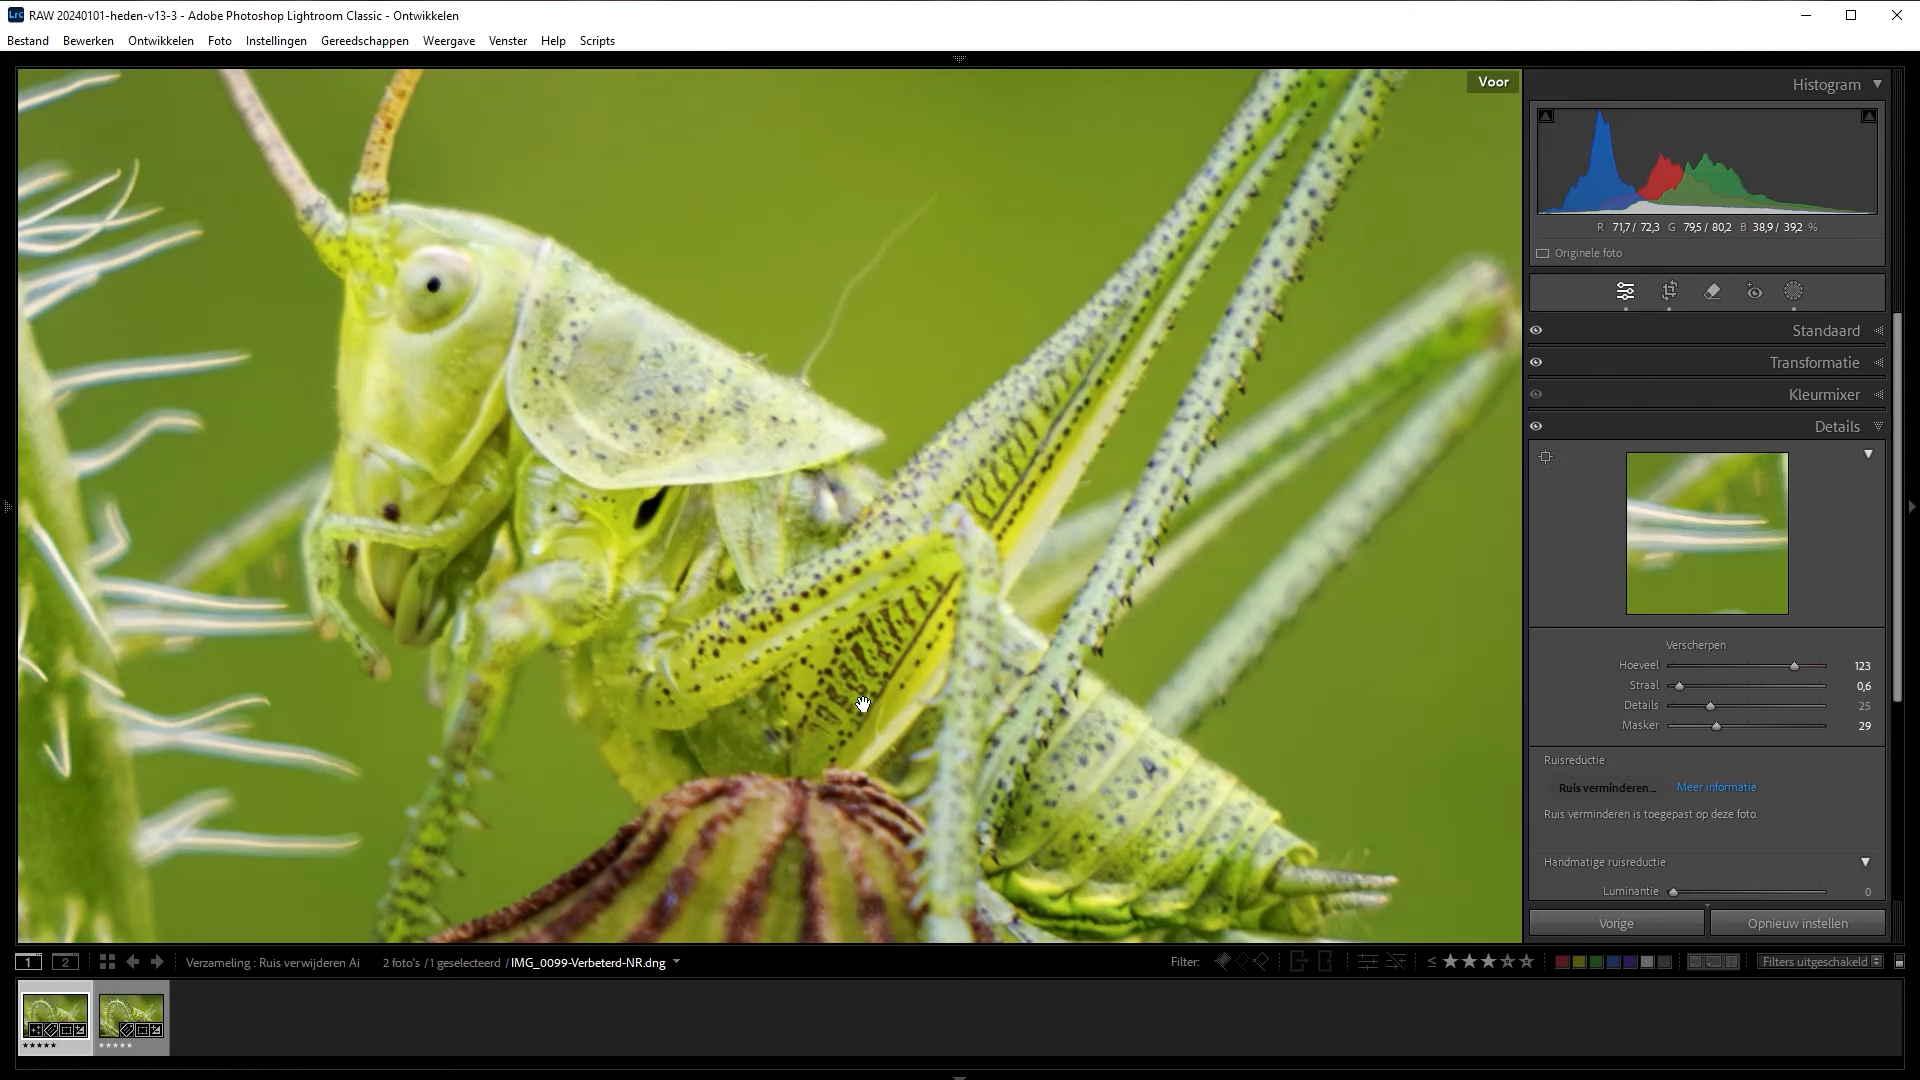 RAW 20240101-heden-v13-3 - Adobe Photoshop Lightroom Classic - Ontwikkelen
Bestand Bewerken Ontwikkelen Foto Instellingen Gereedschappen Weergave Venster Help Scripts
Voor
Histogram
R 71,7 / 72,3 G 79,5 / 80,2 B 38,9 / 39,2 %
Originele foto
Standaard
Transformatie
Kleurmixer
Details
Verscherpen
Hoeveel 123
Straal 0,6
Details 25
Masker 29
Ruisreductie
Ruis verminderen... Meer informatie
Ruis verminderen is toegepast op deze foto.
Handmatige ruisreductie
Luminantie 0
Vorige Opnieuw instellen
1 2 Verzameling : Ruis verwijderen Ai 2 foto's / 1 geselecteerd / IMG_0099-Verbeterd-NR.dng Filter: ≤ ★★★☆☆ Filters uitgeschakeld
★★★★★ ★★★★★